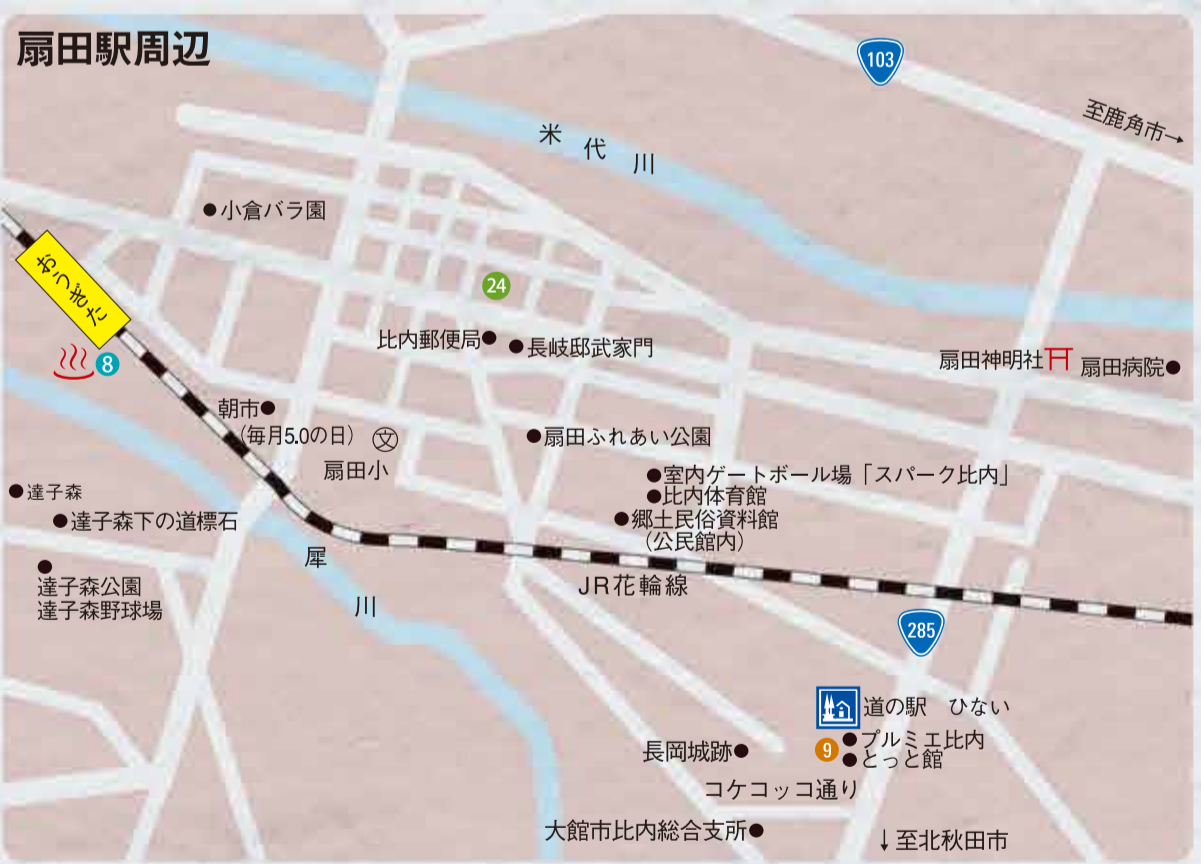 扇田駅周辺
103
至鹿角市→
米代川
小倉バラ園
おうぎた
24
比内郵便局
長岐邸武家門
扇田神明社
扇田病院
8
朝市
(毎月5.0の日)
文
扇田小
扇田ふれあい公園
室内ゲートボール場「スパーク比内」
比内体育館
郷土民俗資料館
(公民館内)
達子森
達子森下の道標石
達子森公園
達子森野球場
犀川
JR花輪線
285
道の駅 ひない
9
プルミエ比内
とっと館
長岡城跡
コケコッコ通り
大館市比内総合支所
↓至北秋田市